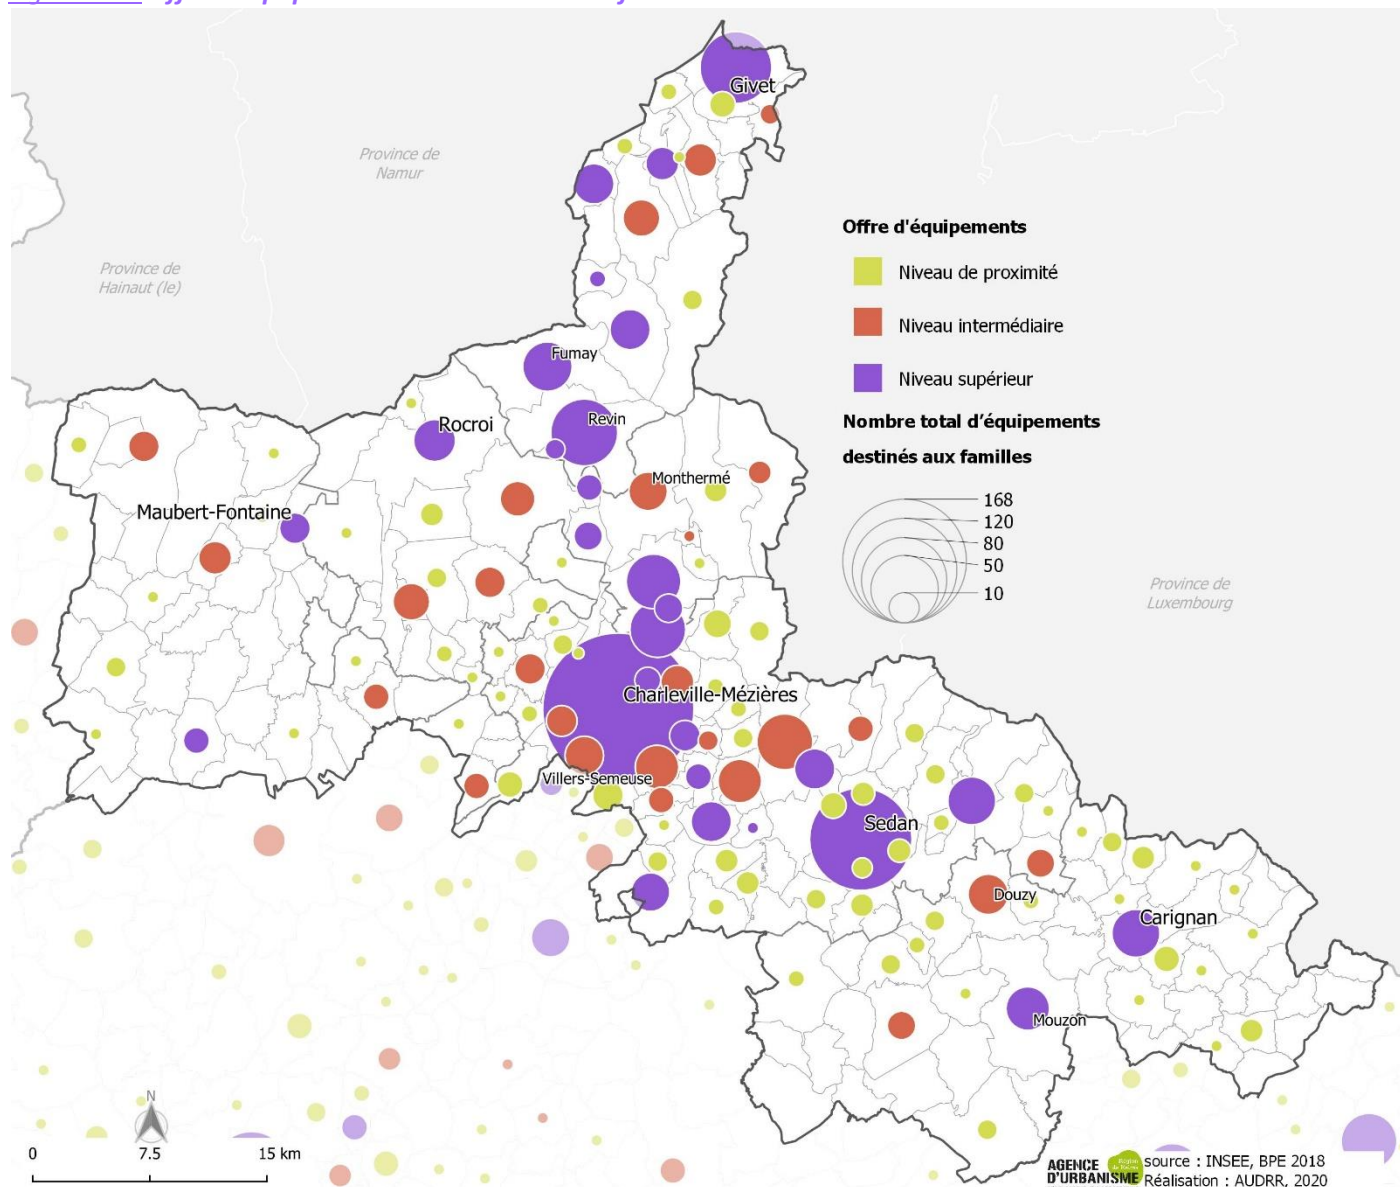 Givet
Province de
Namur
Offre d'équipements
Province de
Hainaut (le)
Niveau de proximité
Niveau intermédiaire
Fumay
Niveau supérieur
Rocroi
Revin
Nombre total d'équipements
destinés aux familles
Monthermé
168
120
80
50
10
Maubert-Fontaine
Province de
Luxembourg
Charleville-Mézières
Villers-Semeuse
Sedan
Douzy
Carignan
Mouzon
N
0 7.5 15 km
AGENCE
D'URBANISME
Région
de Reims
source : INSEE, BPE 2018
Réalisation : AUDRR, 2020